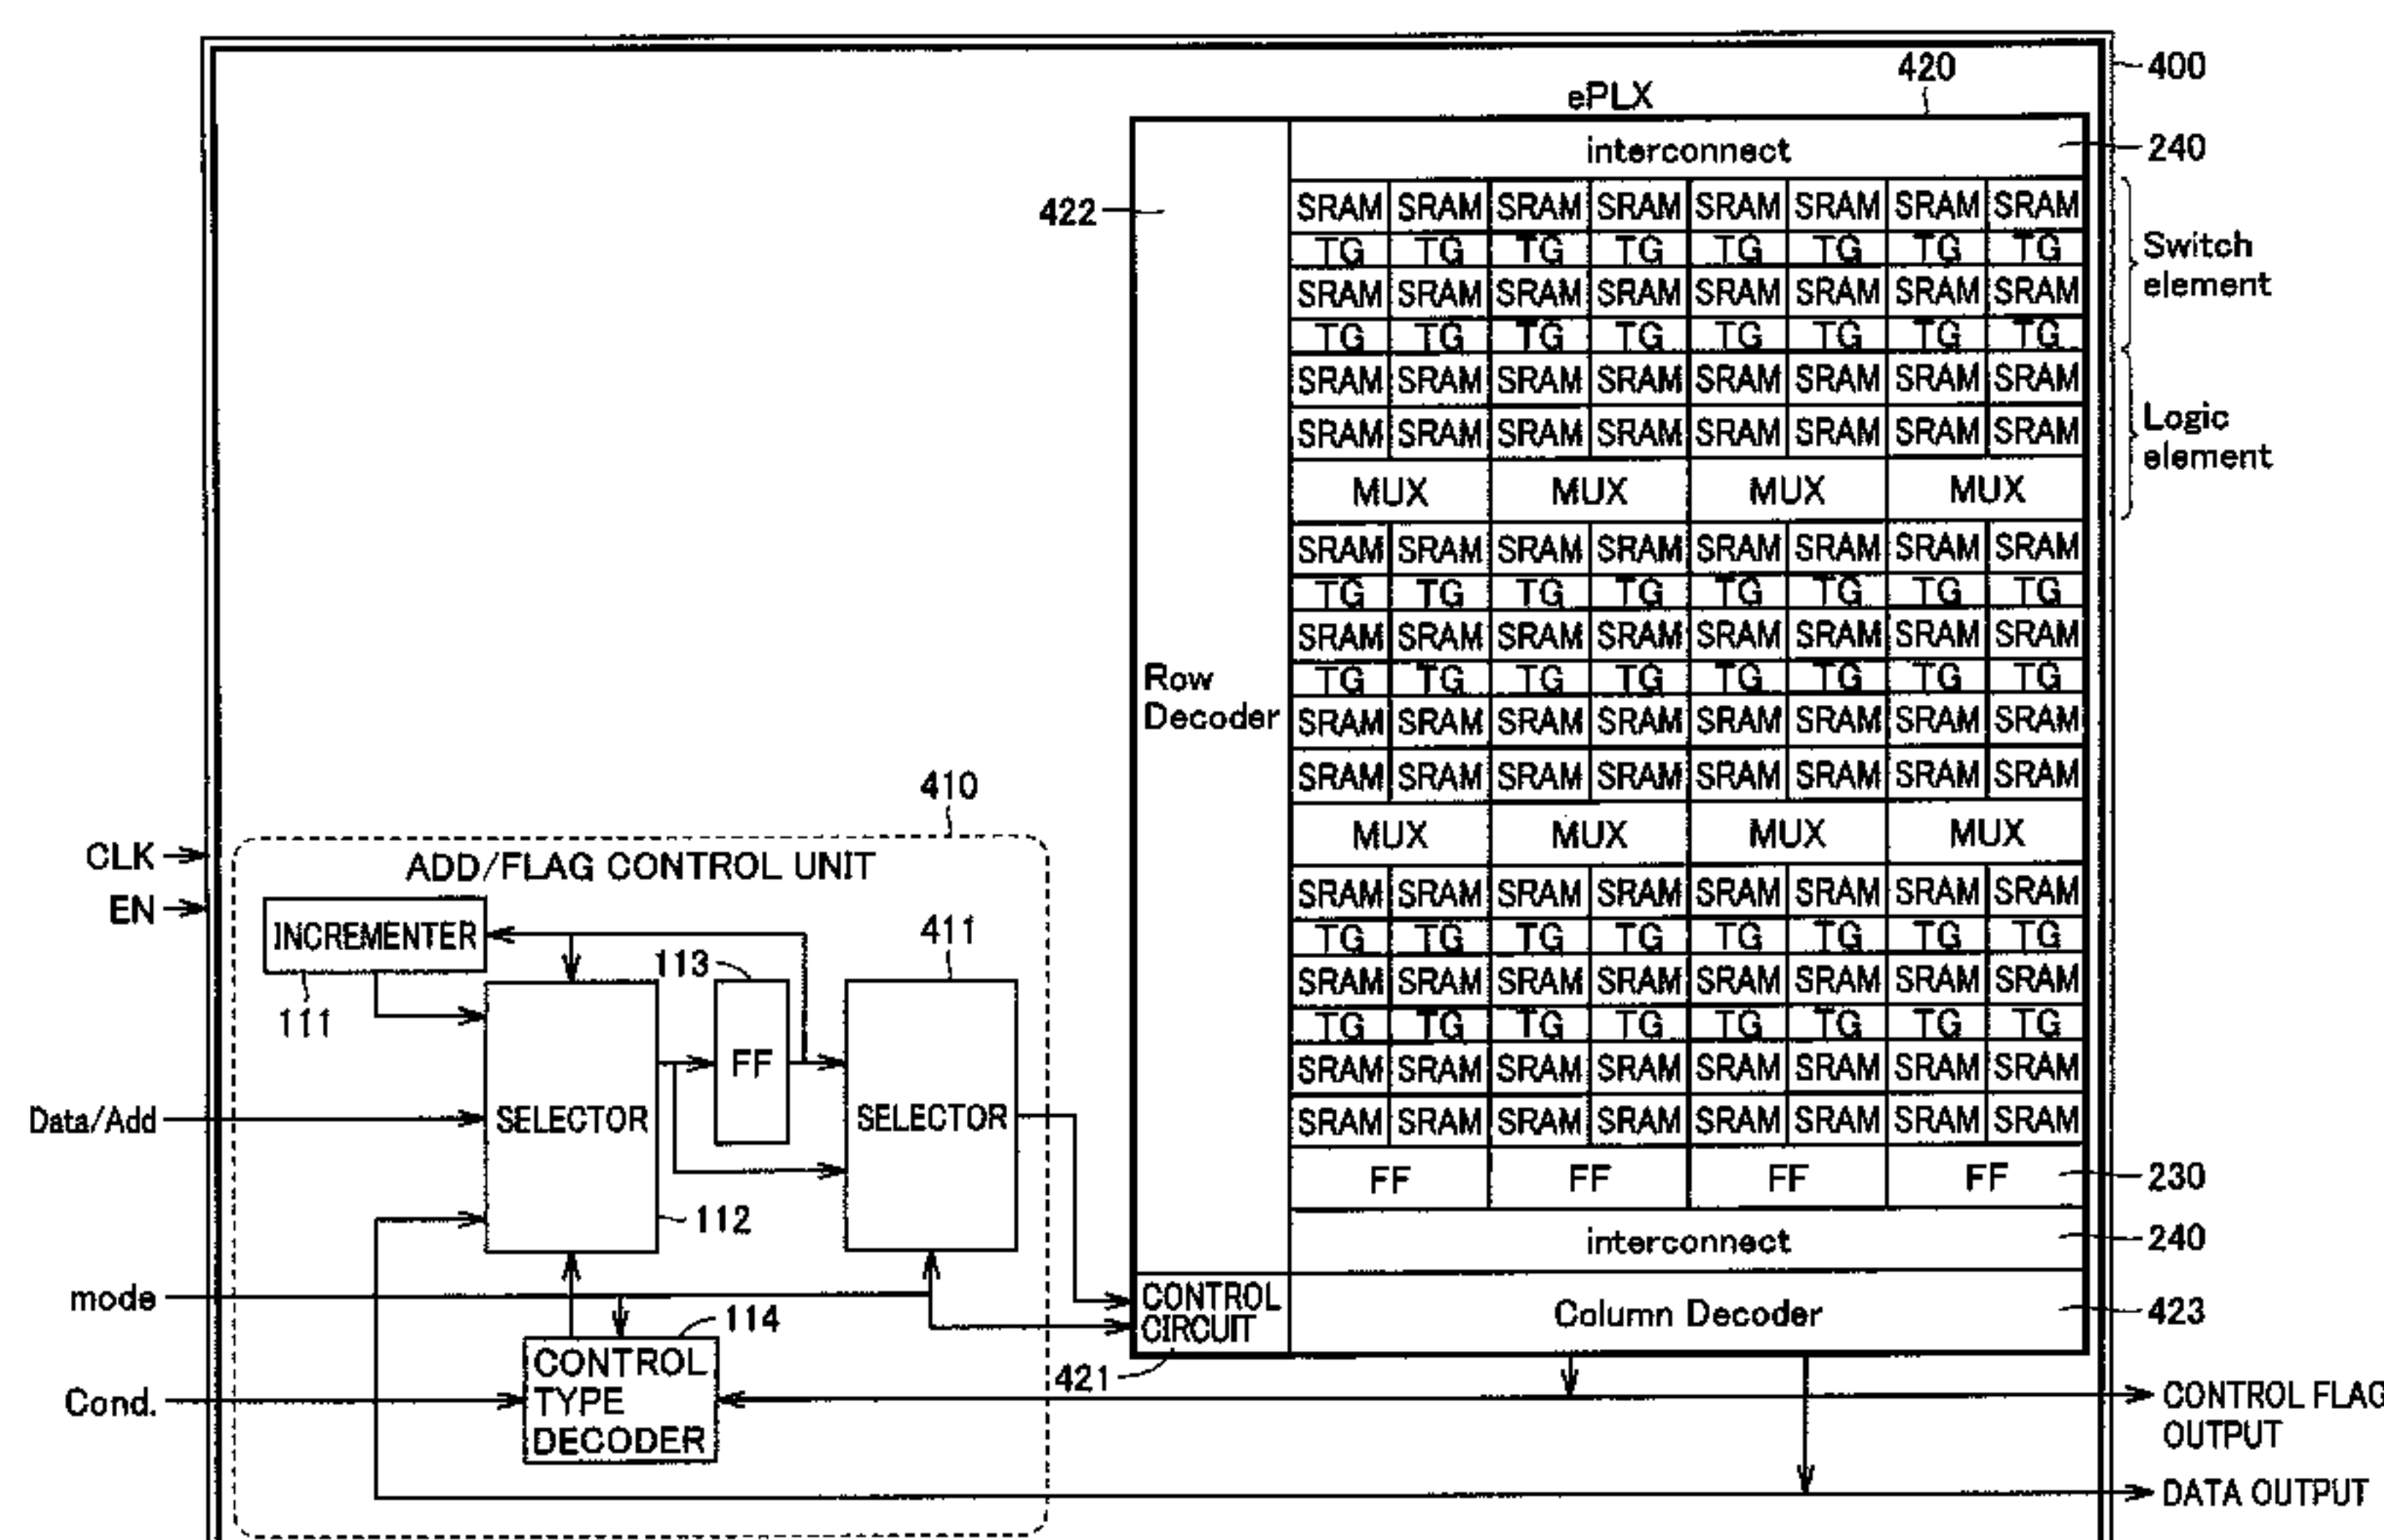 400
420
ePLX
interconnect
240
422
SRAM SRAM SRAM SRAM SRAM SRAM SRAM SRAM
TG TG TG TG TG TG TG TG
Switch
element
SRAM SRAM SRAM SRAM SRAM SRAM SRAM SRAM
TG TG TG TG TG TG TG TG
SRAM SRAM SRAM SRAM SRAM SRAM SRAM SRAM
Logic
element
SRAM SRAM SRAM SRAM SRAM SRAM SRAM SRAM
MUX MUX MUX MUX
SRAM SRAM SRAM SRAM SRAM SRAM SRAM SRAM
TG TG TG TG TG TG TG TG
SRAM SRAM SRAM SRAM SRAM SRAM SRAM SRAM
Row
Decoder
TG TG TG TG TG TG TG TG
SRAM SRAM SRAM SRAM SRAM SRAM SRAM SRAM
SRAM SRAM SRAM SRAM SRAM SRAM SRAM SRAM
MUX MUX MUX MUX
SRAM SRAM SRAM SRAM SRAM SRAM SRAM SRAM
TG TG TG TG TG TG TG TG
SRAM SRAM SRAM SRAM SRAM SRAM SRAM SRAM
TG TG TG TG TG TG TG TG
SRAM SRAM SRAM SRAM SRAM SRAM SRAM SRAM
SRAM SRAM SRAM SRAM SRAM SRAM SRAM SRAM
FF FF FF FF
230
interconnect
240
CONTROL
CIRCUIT
421
Column Decoder
423
410
CLK
EN
ADD/FLAG CONTROL UNIT
INCREMENTER
111
113
411
FF
Data/Add
SELECTOR
SELECTOR
112
mode
114
Cond.
CONTROL
TYPE
DECODER
CONTROL FLAG
OUTPUT
DATA OUTPUT